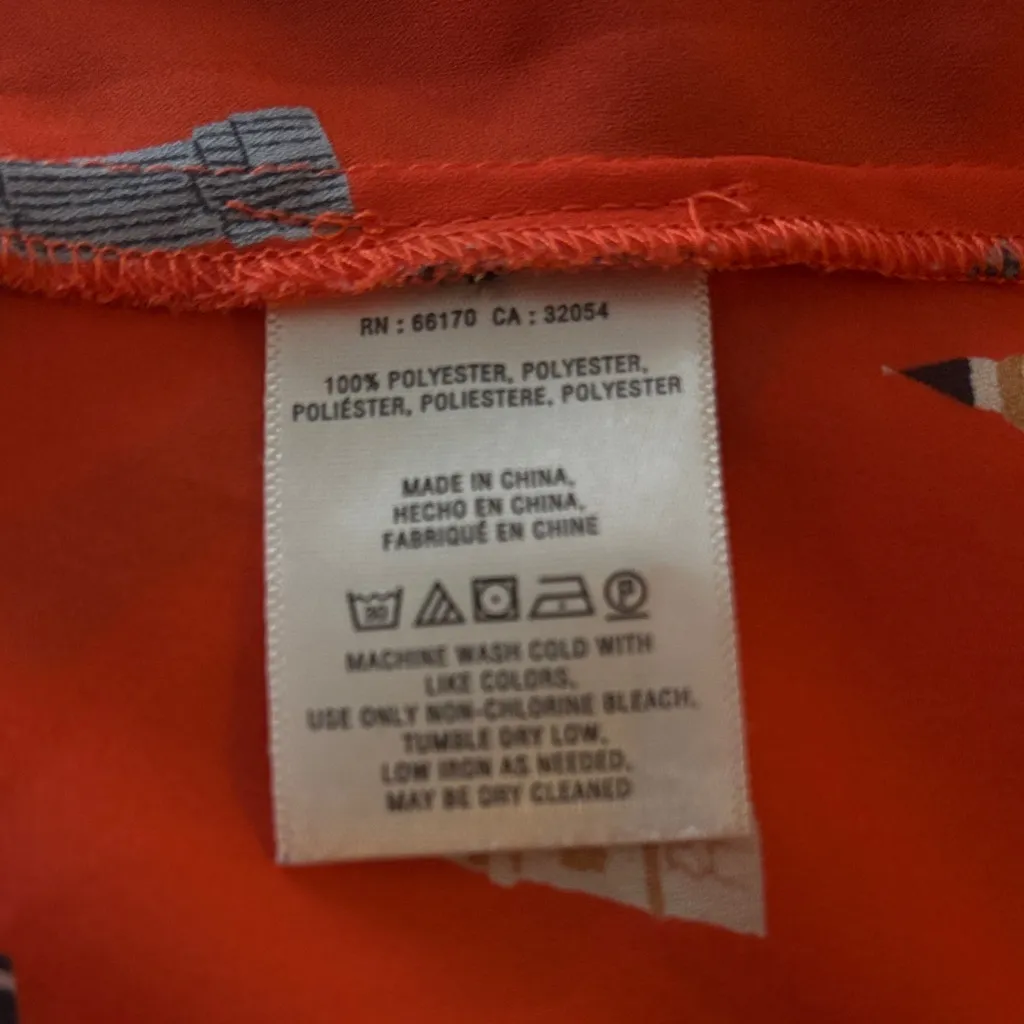 RN : 66170 CA : 32054
100% POLYESTER, POLYESTER,
POLIÉSTER, POLIESTERE, POLYESTER
MADE IN CHINA,
HECHO EN CHINA,
FABRIQUÉ EN CHINE
30 P
MACHINE WASH COLD WITH
LIKE COLORS,
USE ONLY NON-CHLORINE BLEACH,
TUMBLE DRY LOW,
LOW IRON AS NEEDED,
MAY BE DRY CLEANED